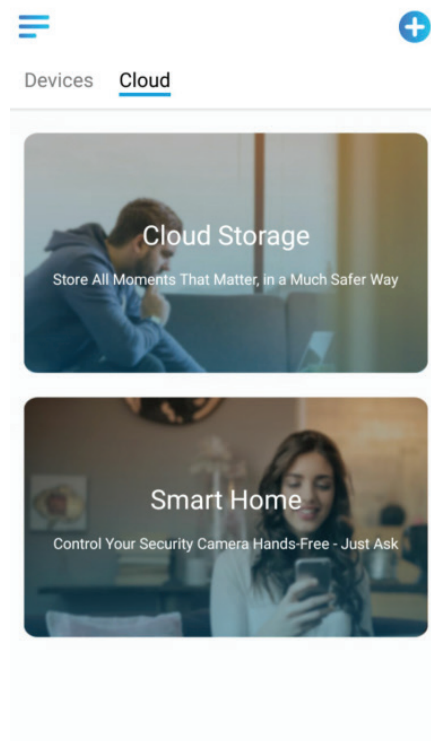 Devices Cloud
Cloud Storage
Store All Moments That Matter, in a Much Safer Way
Smart Home
Control Your Security Camera Hands-Free - Just Ask